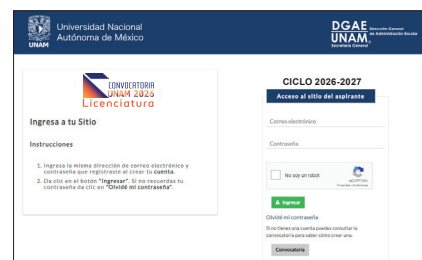 UNAM
Universidad Nacional
Autónoma de México
DGAE
UNAM
Dirección General
de Administración Escolar
Secretaría General
CONVOCATORIA
UNAM 2026
Licenciatura
Ingresa a tu Sitio
Instrucciones
1. Ingresa la misma dirección de correo electrónico y
contraseña que registraste al crear tu cuenta.
2. Da clic en el botón "Ingresar". Si no recuerdas tu
contraseña da clic en "Olvidé mi contraseña".
CICLO 2026-2027
Acceso al sitio del aspirante
Correo electrónico
Contraseña
No soy un robot
reCAPTCHA
Privacidad - Condiciones
Ingresar
Olvidé mi contraseña
Si no tienes una cuenta puedes consultar la
convocatoria para saber cómo crear una.
Convocatoria